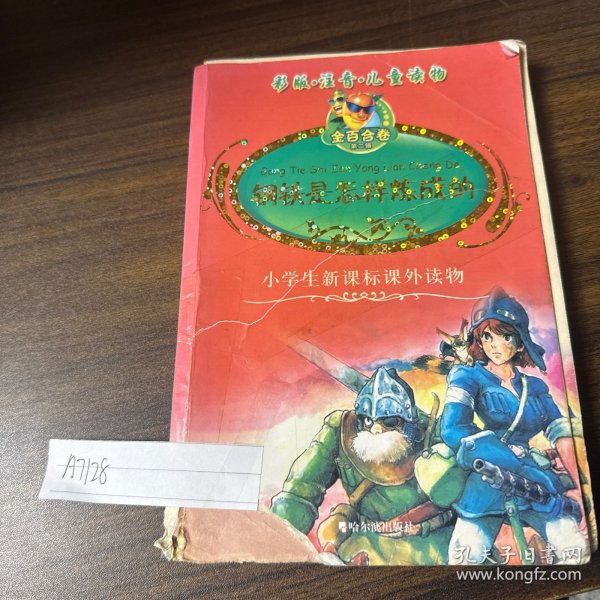 彩版·注音·儿童读物
金百合卷
第二辑
Gang Tie Shi Zen Yang Lian Cheng De
钢铁是怎样炼成的
小学生新课标课外读物
A7128
哈尔滨出版社
孔夫子旧书网
www.kongfz.com